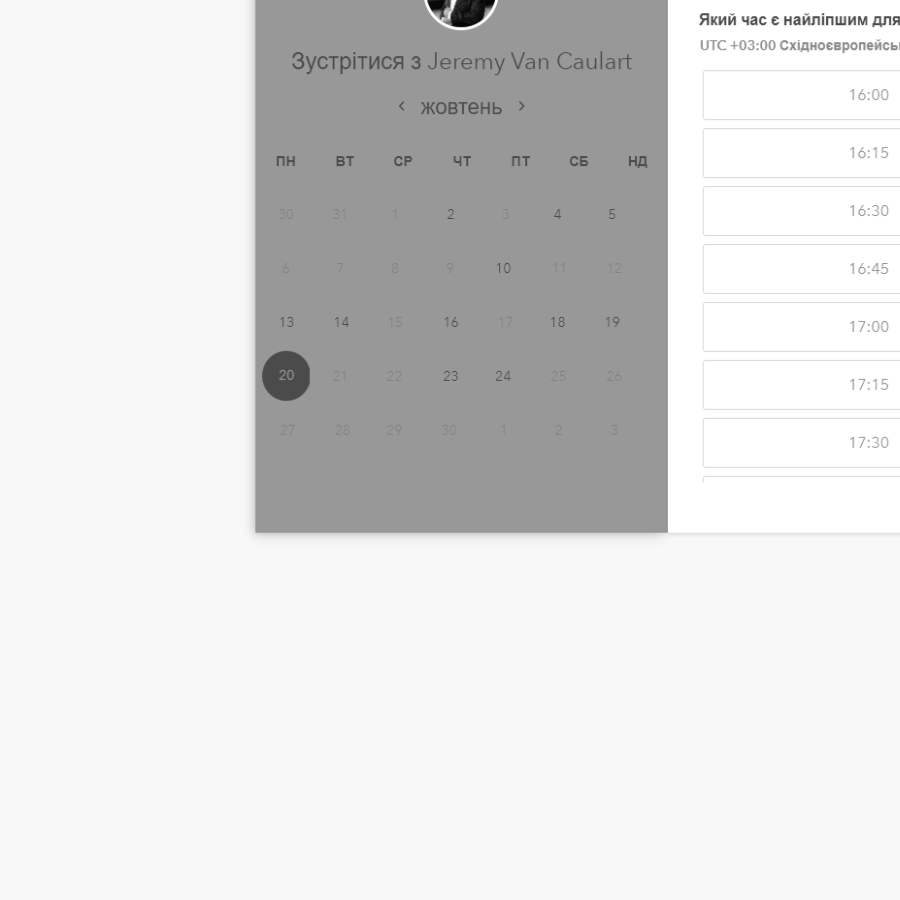 Зустрітися з Jeremy Van Caulart
жовтень
ПН ВТ СР ЧТ ПТ СБ НД
30 31 1 2 3 4 5
6 7 8 9 10 11 12
13 14 15 16 17 18 19
20 21 22 23 24 25 26
27 28 29 30 1 2 3
Який час є найліпшим для
UTC +03:00
16:00
16:15
16:30
16:45
17:00
17:15
17:30